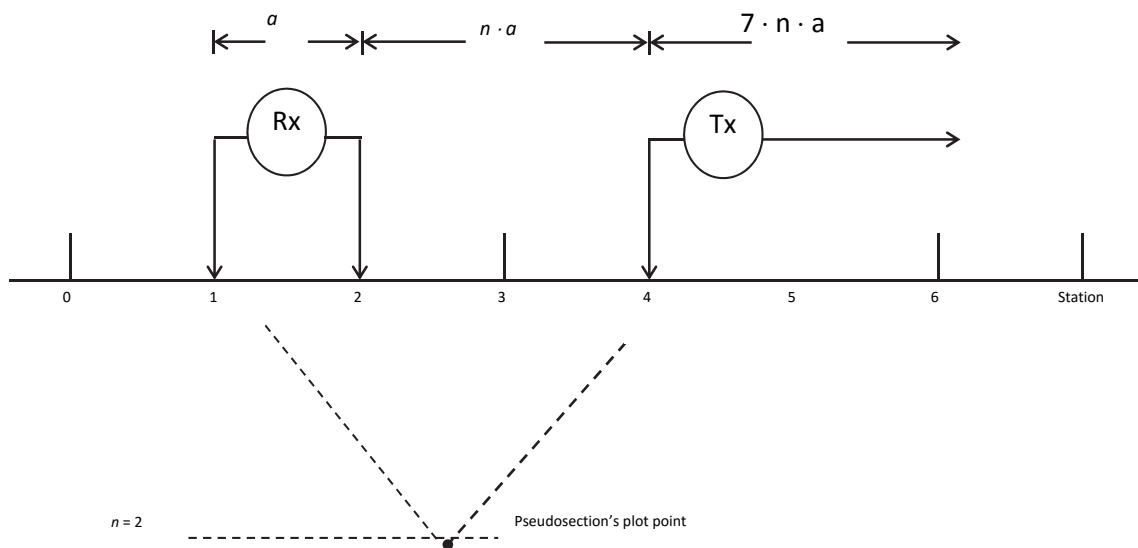 a
n · a
7 · n · a
Rx
Tx
0 1 2 3 4 5 6 Station
n = 2
Pseudosection's plot point